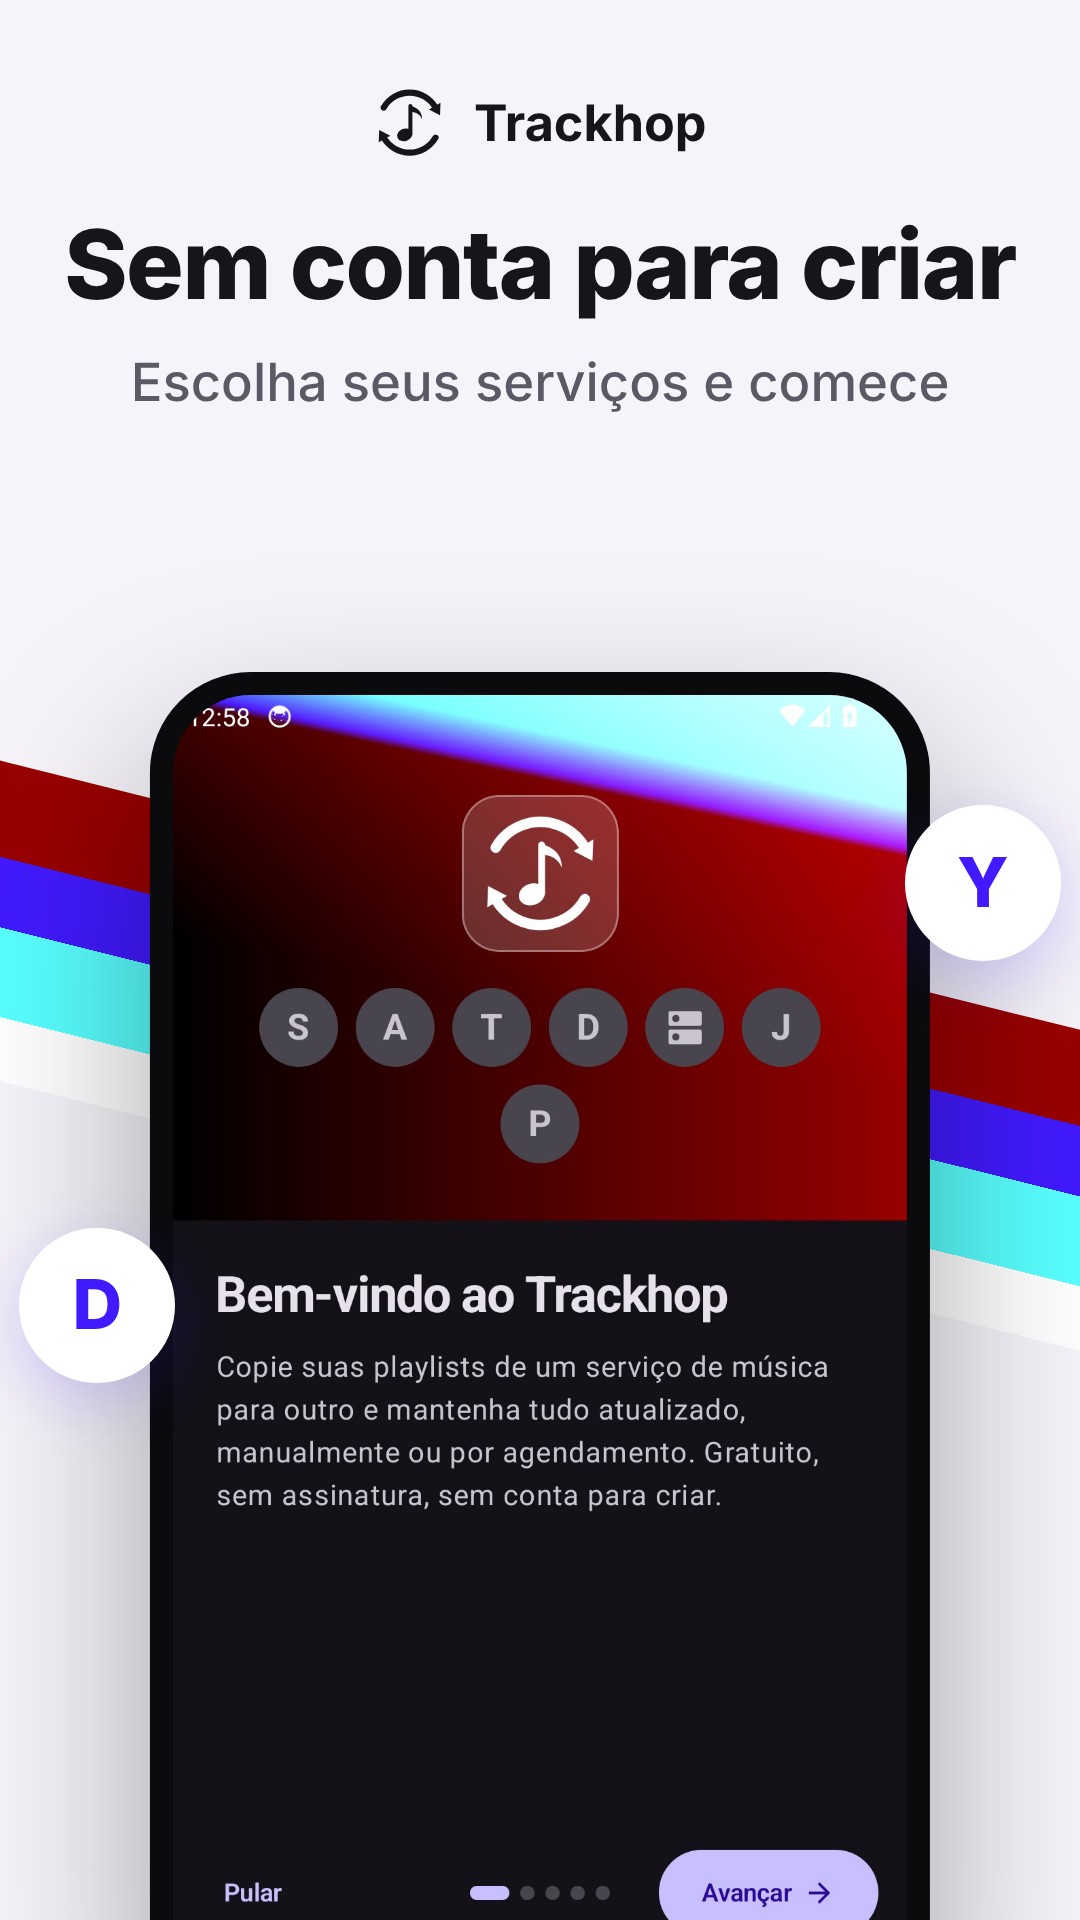 Trackhop
Sem conta para criar
Escolha seus serviços e comece
12:58
Y
S A T D J
P
D
Bem-vindo ao Trackhop
Copie suas playlists de um serviço de música
para outro e mantenha tudo atualizado,
manualmente ou por agendamento. Gratuito,
sem assinatura, sem conta para criar.
Pular
Avançar